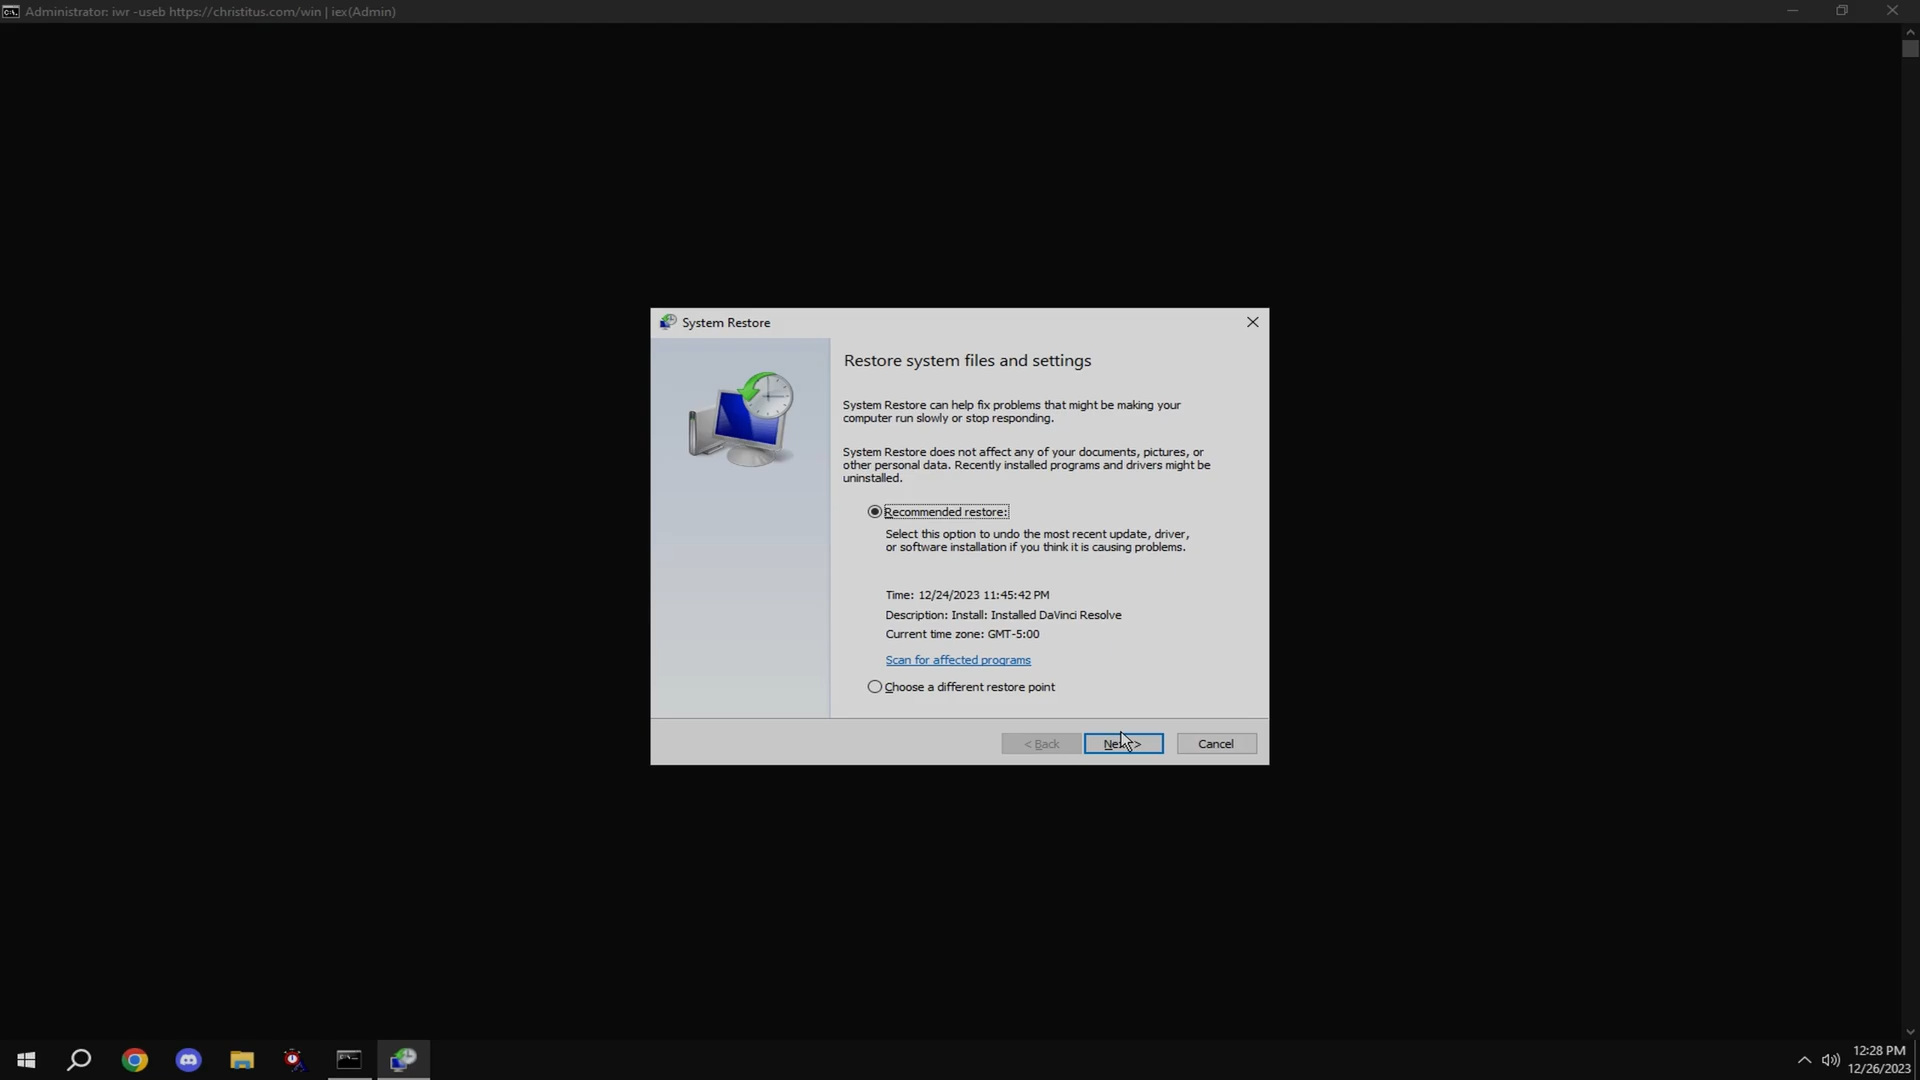 Administrator: iwr -useb https://christitus.com/win | iex(Admin)
System Restore
Restore system files and settings
System Restore can help fix problems that might be making your
computer run slowly or stop responding.
System Restore does not affect any of your documents, pictures, or
other personal data. Recently installed programs and drivers might be
uninstalled.
Recommended restore:
Select this option to undo the most recent update, driver,
or software installation if you think it is causing problems.
Time: 12/24/2023 11:45:42 PM
Description: Install: Installed DaVinci Resolve
Current time zone: GMT-5:00
Scan for affected programs
Choose a different restore point
< Back
Next >
Cancel
12:28 PM
12/26/2023